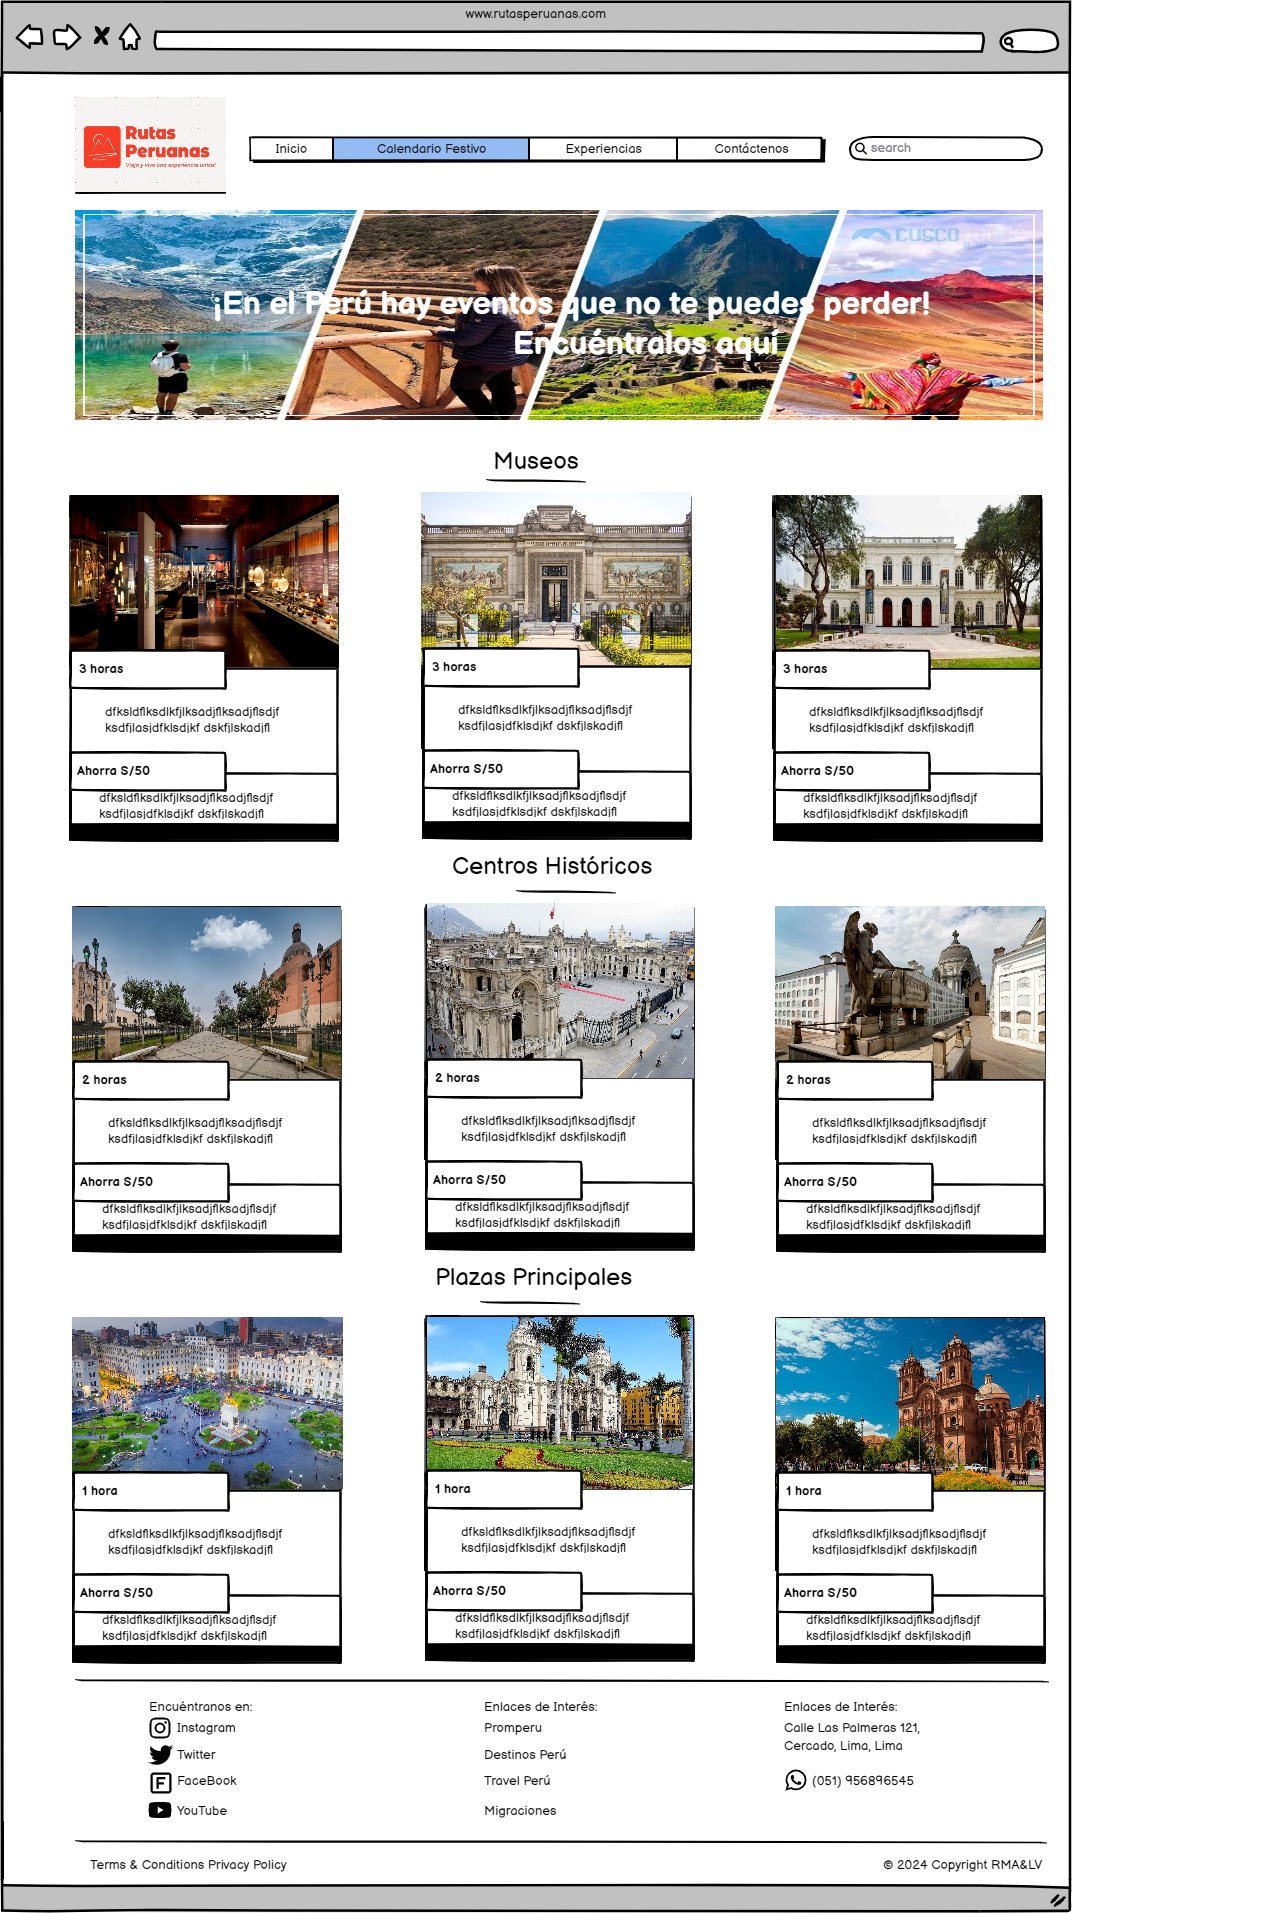 www.rutasperuanas.com
Rutas
Peruanas
Viaja y vive una experiencia única!
Inicio
Calendario Festivo
Experiencias
Contáctenos
search
CUSCO
¡En el Perú hay eventos que no te puedes perder!
Encuéntralos aquí
Museos
3 horas
3 horas
3 horas
dfksldflksdlkfjlksadjflksadjflsdjf
ksdfjlasjdfklsdjkf dskfjlskadjfl
dfksldflksdlkfjlksadjflksadjflsdjf
ksdfjlasjdfklsdjkf dskfjlskadjfl
dfksldflksdlkfjlksadjflksadjflsdjf
ksdfjlasjdfklsdjkf dskfjlskadjfl
Ahorra S/50
Ahorra S/50
Ahorra S/50
dfksldflksdlkfjlksadjflksadjflsdjf
ksdfjlasjdfklsdjkf dskfjlskadjfl
dfksldflksdlkfjlksadjflksadjflsdjf
ksdfjlasjdfklsdjkf dskfjlskadjfl
dfksldflksdlkfjlksadjflksadjflsdjf
ksdfjlasjdfklsdjkf dskfjlskadjfl
Centros Históricos
2 horas
2 horas
2 horas
dfksldflksdlkfjlksadjflksadjflsdjf
ksdfjlasjdfklsdjkf dskfjlskadjfl
dfksldflksdlkfjlksadjflksadjflsdjf
ksdfjlasjdfklsdjkf dskfjlskadjfl
dfksldflksdlkfjlksadjflksadjflsdjf
ksdfjlasjdfklsdjkf dskfjlskadjfl
Ahorra S/50
Ahorra S/50
Ahorra S/50
dfksldflksdlkfjlksadjflksadjflsdjf
ksdfjlasjdfklsdjkf dskfjlskadjfl
dfksldflksdlkfjlksadjflksadjflsdjf
ksdfjlasjdfklsdjkf dskfjlskadjfl
dfksldflksdlkfjlksadjflksadjflsdjf
ksdfjlasjdfklsdjkf dskfjlskadjfl
Plazas Principales
1 hora
1 hora
1 hora
dfksldflksdlkfjlksadjflksadjflsdjf
ksdfjlasjdfklsdjkf dskfjlskadjfl
dfksldflksdlkfjlksadjflksadjflsdjf
ksdfjlasjdfklsdjkf dskfjlskadjfl
dfksldflksdlkfjlksadjflksadjflsdjf
ksdfjlasjdfklsdjkf dskfjlskadjfl
Ahorra S/50
Ahorra S/50
Ahorra S/50
dfksldflksdlkfjlksadjflksadjflsdjf
ksdfjlasjdfklsdjkf dskfjlskadjfl
dfksldflksdlkfjlksadjflksadjflsdjf
ksdfjlasjdfklsdjkf dskfjlskadjfl
dfksldflksdlkfjlksadjflksadjflsdjf
ksdfjlasjdfklsdjkf dskfjlskadjfl
Encuéntranos en:
Instagram
Twitter
FaceBook
YouTube
Enlaces de Interés:
Promperu
Destinos Perú
Travel Perú
Migraciones
Enlaces de Interés:
Calle Las Palmeras 121,
Cercado, Lima, Lima
(051) 956896545
Terms & Conditions Privacy Policy
© 2024 Copyright RMA&LV